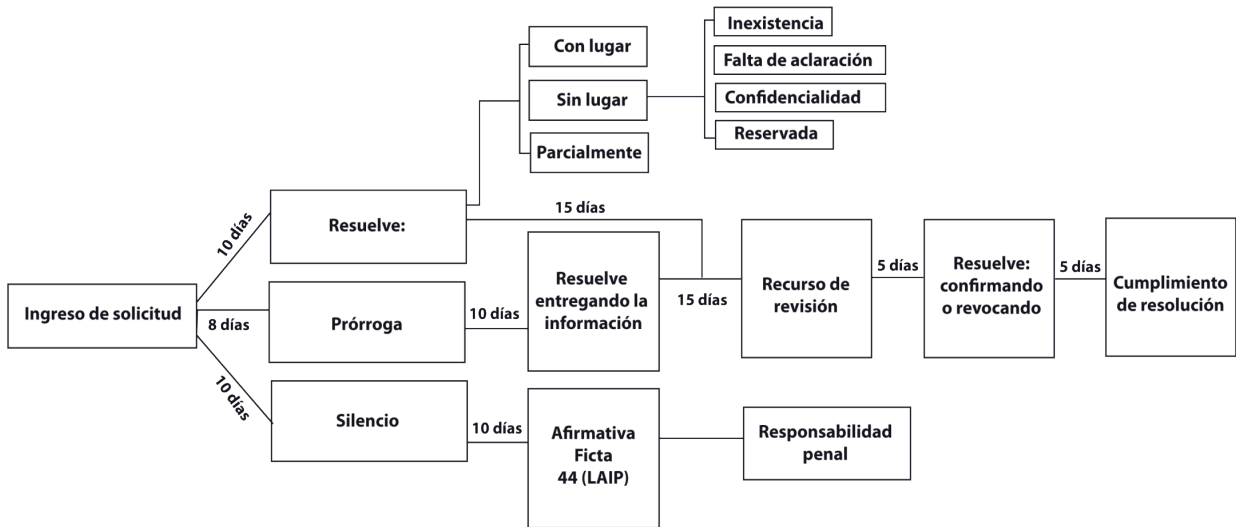 Inexistencia
Con lugar
Falta de aclaración
Sin lugar
Confidencialidad
Reservada
Parcialmente
10 días
Resuelve:
15 días
Ingreso de solicitud
8 días
Prórroga
10 días
Resuelve
entregando la
información
15 días
Recurso de
revisión
5 días
Resuelve:
confirmando
o revocando
5 días
Cumplimiento
de resolución
10 días
Silencio
10 días
Afirmativa
Ficta
44 (LAIP)
Responsabilidad
penal